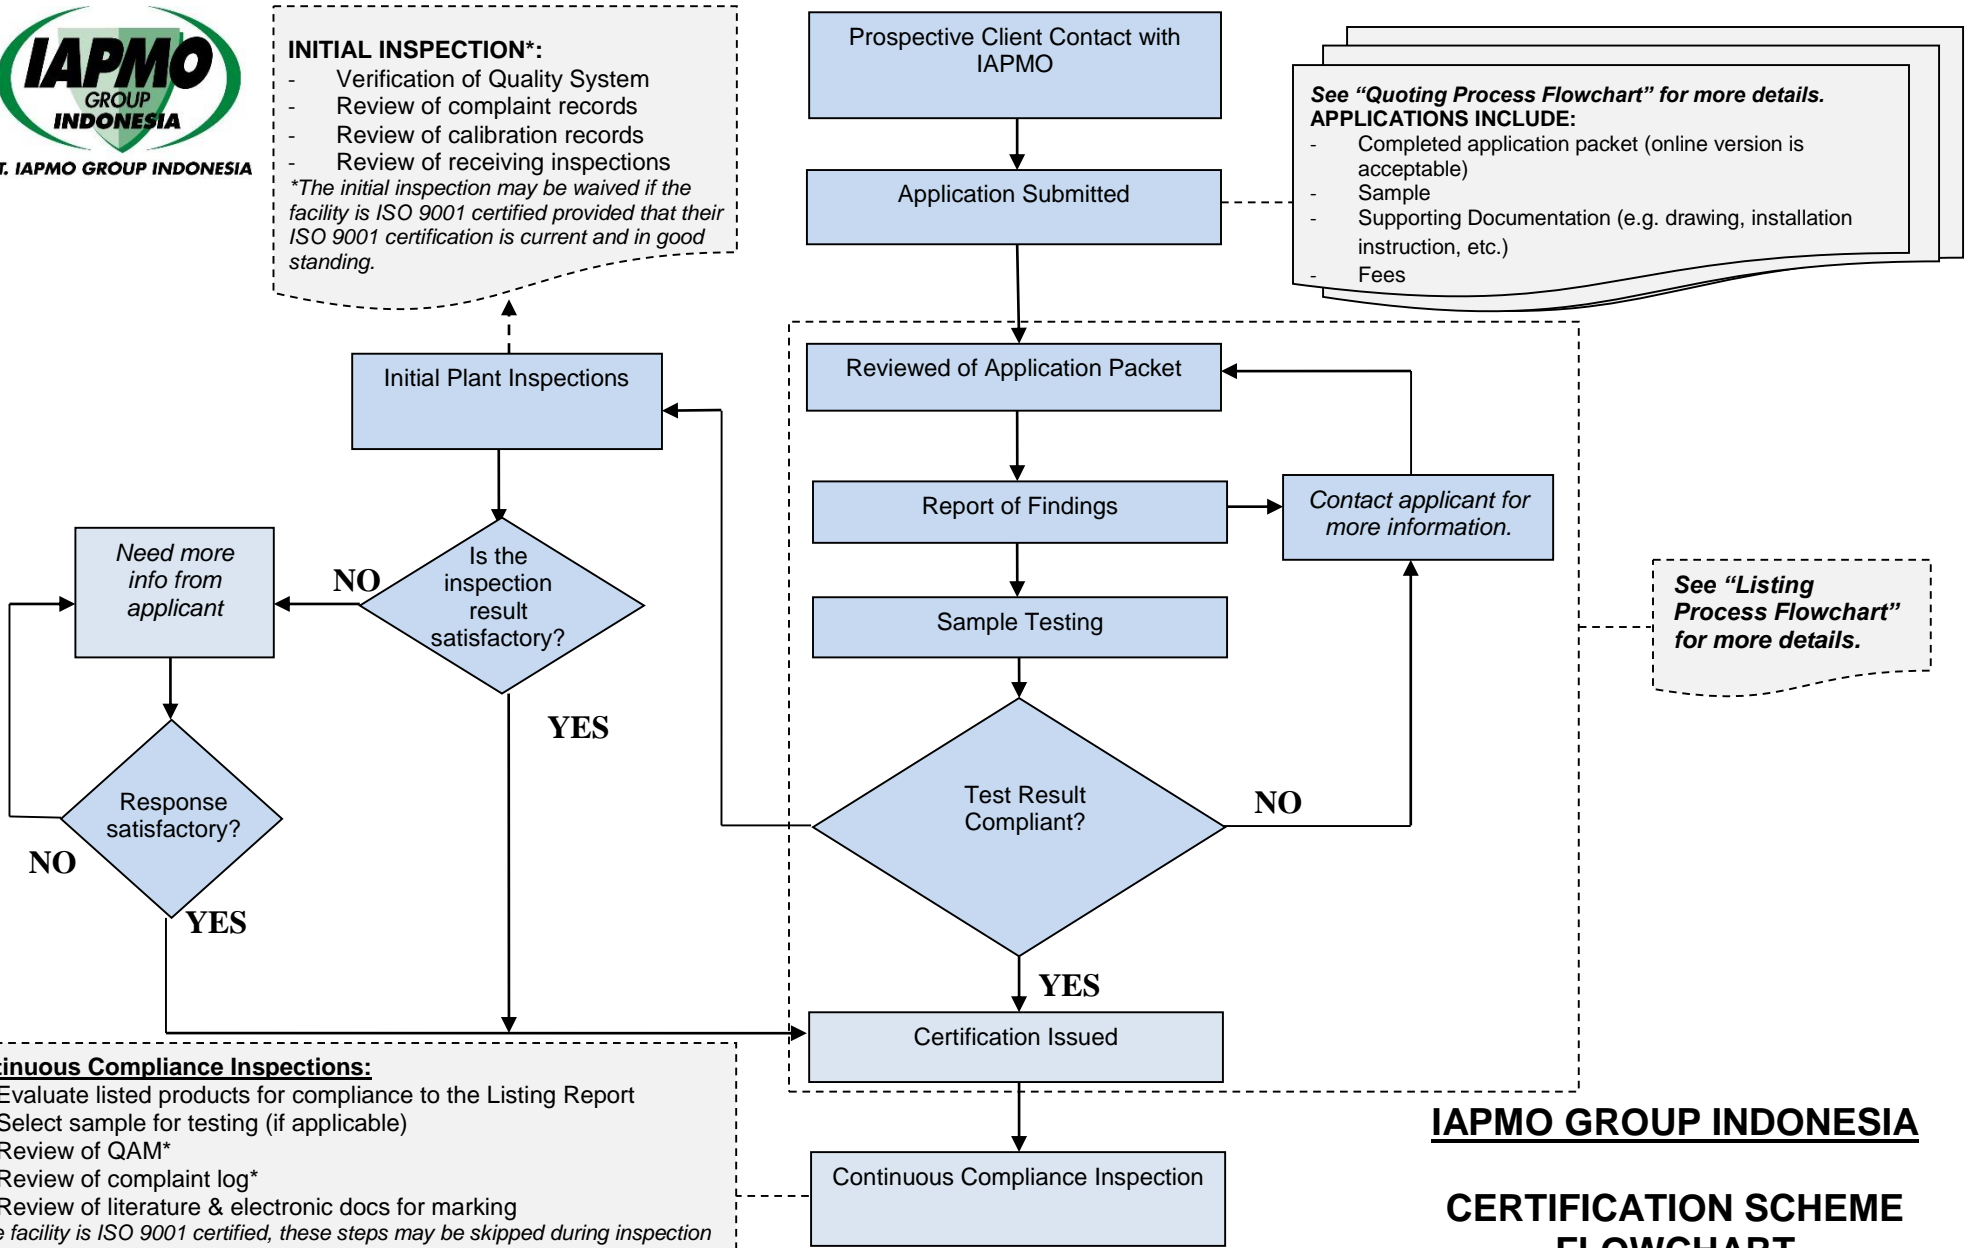 IAPMO
GROUP
INDONESIA
T. IAPMO GROUP INDONESIA
INITIAL INSPECTION*:
- Verification of Quality System
- Review of complaint records
- Review of calibration records
- Review of receiving inspections
*The initial inspection may be waived if the
facility is ISO 9001 certified provided that their
ISO 9001 certification is current and in good
standing.
Prospective Client Contact with
IAPMO
Application Submitted
See “Quoting Process Flowchart” for more details.
APPLICATIONS INCLUDE:
- Completed application packet (online version is
acceptable)
- Sample
- Supporting Documentation (e.g. drawing, installation
instruction, etc.)
- Fees
Initial Plant Inspections
Reviewed of Application Packet
Report of Findings
Contact applicant for
more information.
Need more
info from
applicant
NO
Is the
inspection
result
satisfactory?
Sample Testing
See “Listing
Process Flowchart”
for more details.
YES
Response
satisfactory?
NO
YES
Test Result
Compliant?
NO
YES
Certification Issued
tinuous Compliance Inspections:
Evaluate listed products for compliance to the Listing Report
Select sample for testing (if applicable)
Review of QAM*
Review of complaint log*
Review of literature & electronic docs for marking
e facility is ISO 9001 certified, these steps may be skipped during inspection
Continuous Compliance Inspection
IAPMO GROUP INDONESIA
CERTIFICATION SCHEME
FLOWCHART